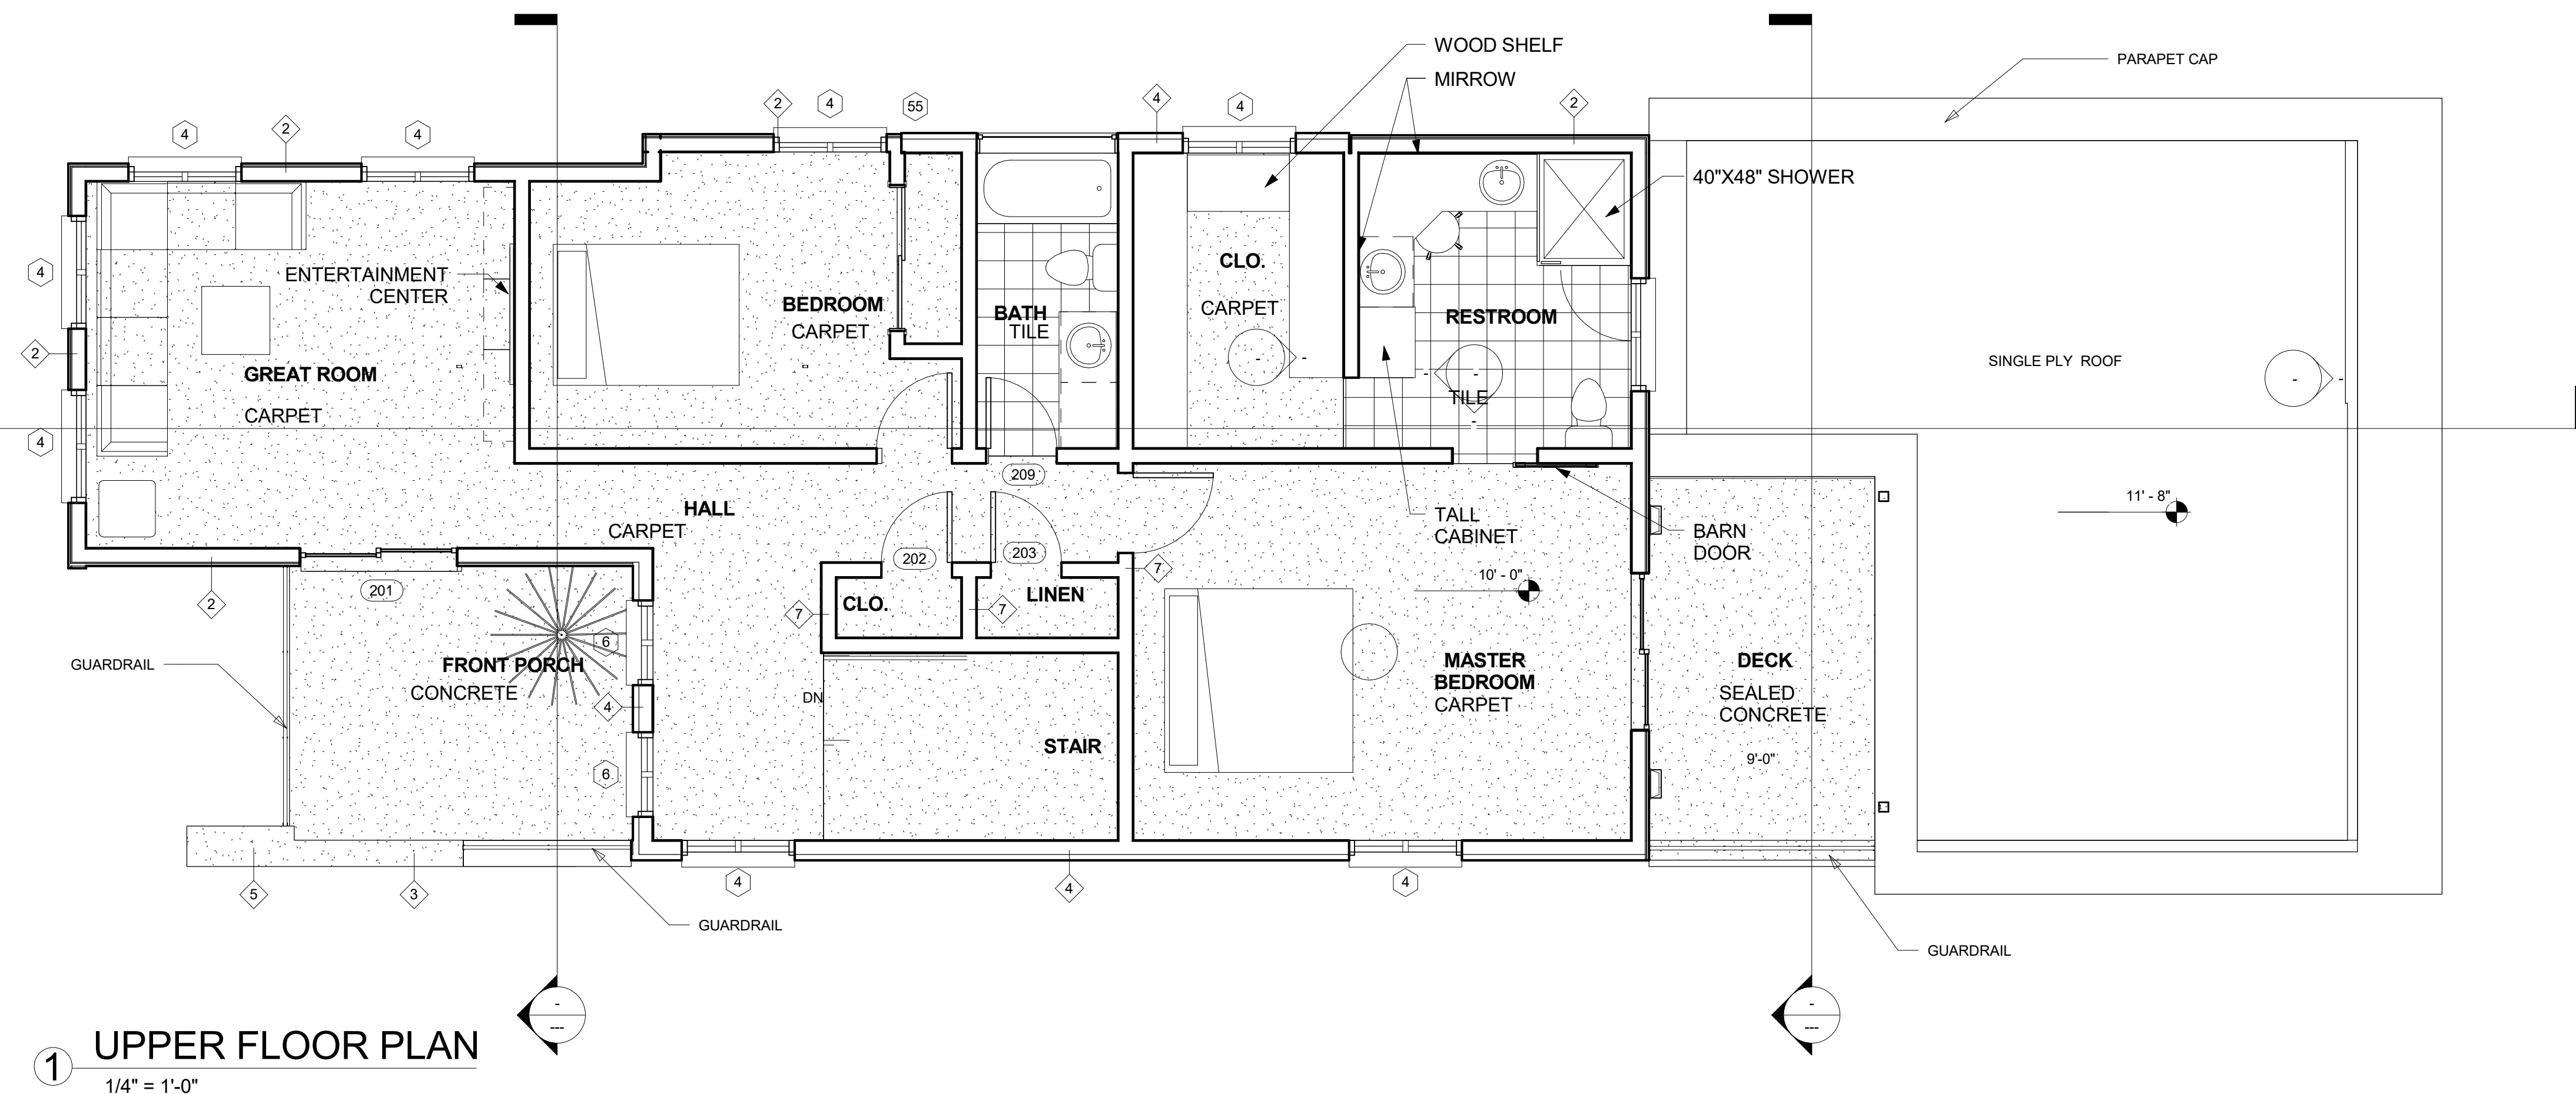 WOOD SHELF
MIRROW
PARAPET CAP
2
4
55
4
4
2
4
2
4
40"X48" SHOWER
4
ENTERTAINMENT
CENTER
CLO.
CARPET
BEDROOM
CARPET
BATH
TILE
RESTROOM
2
GREAT ROOM
CARPET
-
-
-
-
-
TILE
-
SINGLE PLY ROOF
-
-
4
209
HALL
CARPET
11' - 8"
TALL
CABINET
BARN
DOOR
202
203
7
201
2
CLO.
7
7
LINEN
10' - 0"
6
GUARDRAIL
FRONT PORCH
CONCRETE
4
DN
MASTER
BEDROOM
CARPET
DECK
SEALED
CONCRETE
STAIR
9'-0"
6
5
3
4
4
4
GUARDRAIL
GUARDRAIL
-
---
-
---
1
UPPER FLOOR PLAN
1/4" = 1'-0"